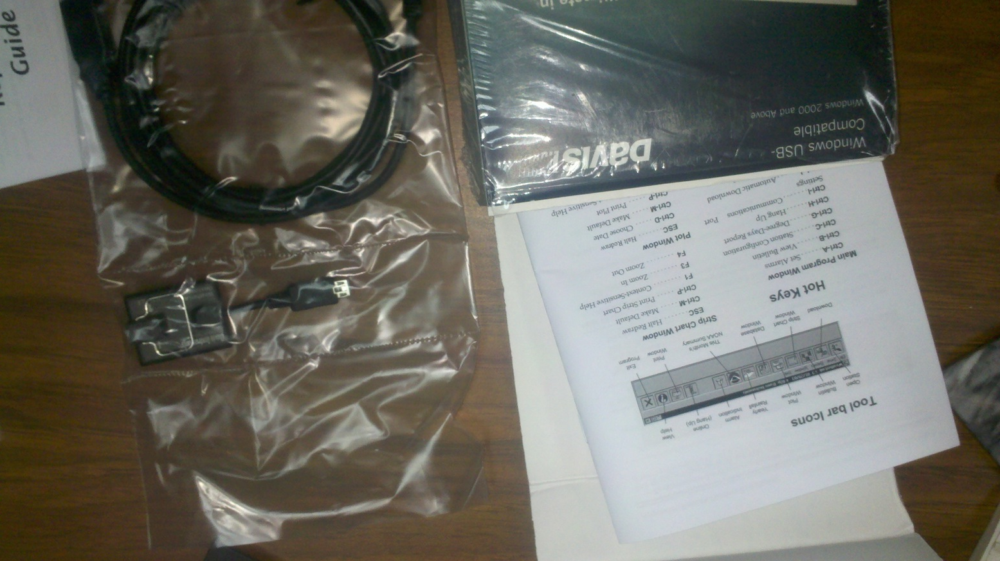 Guide
Windows USB-
Compatible
Windows 2000 and Above
Davis
Tool bar Icons
Open
Station
Bulletin
Window
Plot
Window
Yearly
Rainfall
Alarm
Indication
Online
(Hang Up)
View
Help
Download
Strip Chart
Window
Database
Window
This Month's
NOAA Summary
Print
Window
Exit
Program
Hot Keys
Main Program Window
Set Alarms Ctrl-A
View Bulletin Ctrl-B
Station Configuration Ctrl-C
Degree-Days Report Ctrl-G
Hang Up Ctrl-H
Communications Port
Automatic Download
Settings Ctrl-I
Strip Chart Window
Halt Redraw ESC
Make Default Ctrl-M
Print Strip Chart Ctrl-P
Context-Sensitive Help F1
Zoom In F3
Zoom Out F4
Plot Window
Halt Redraw ESC
Choose Date Ctrl-D
Make Default Ctrl-M
Print Plot Ctrl-P
Sensitive Help